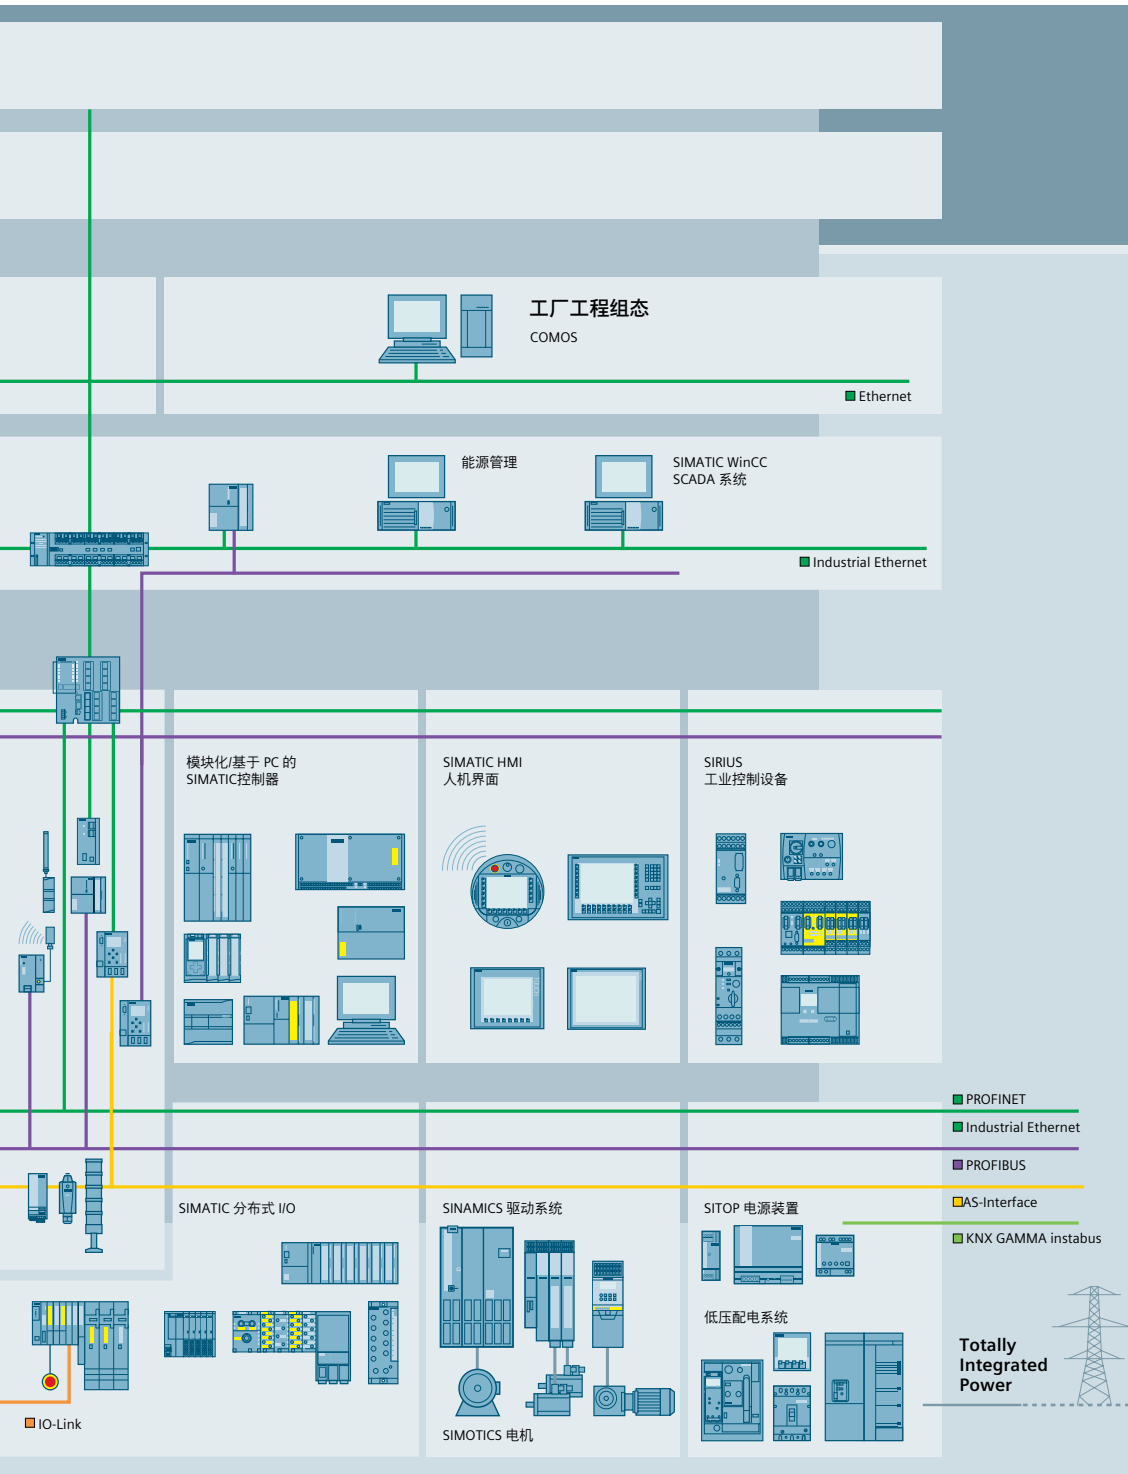 工厂工程组态
COMOS
Ethernet
能源管理
SIMATIC WinCC
SCADA 系统
Industrial Ethernet
模块化/基于 PC 的
SIMATIC控制器
SIMATIC HMI
人机界面
SIRIUS
工业控制设备
PROFINET
Industrial Ethernet
PROFIBUS
AS-Interface
KNX GAMMA instabus
SIMATIC 分布式 I/O
SINAMICS 驱动系统
SITOP 电源装置
低压配电系统
Totally
Integrated
Power
IO-Link
SIMOTICS 电机